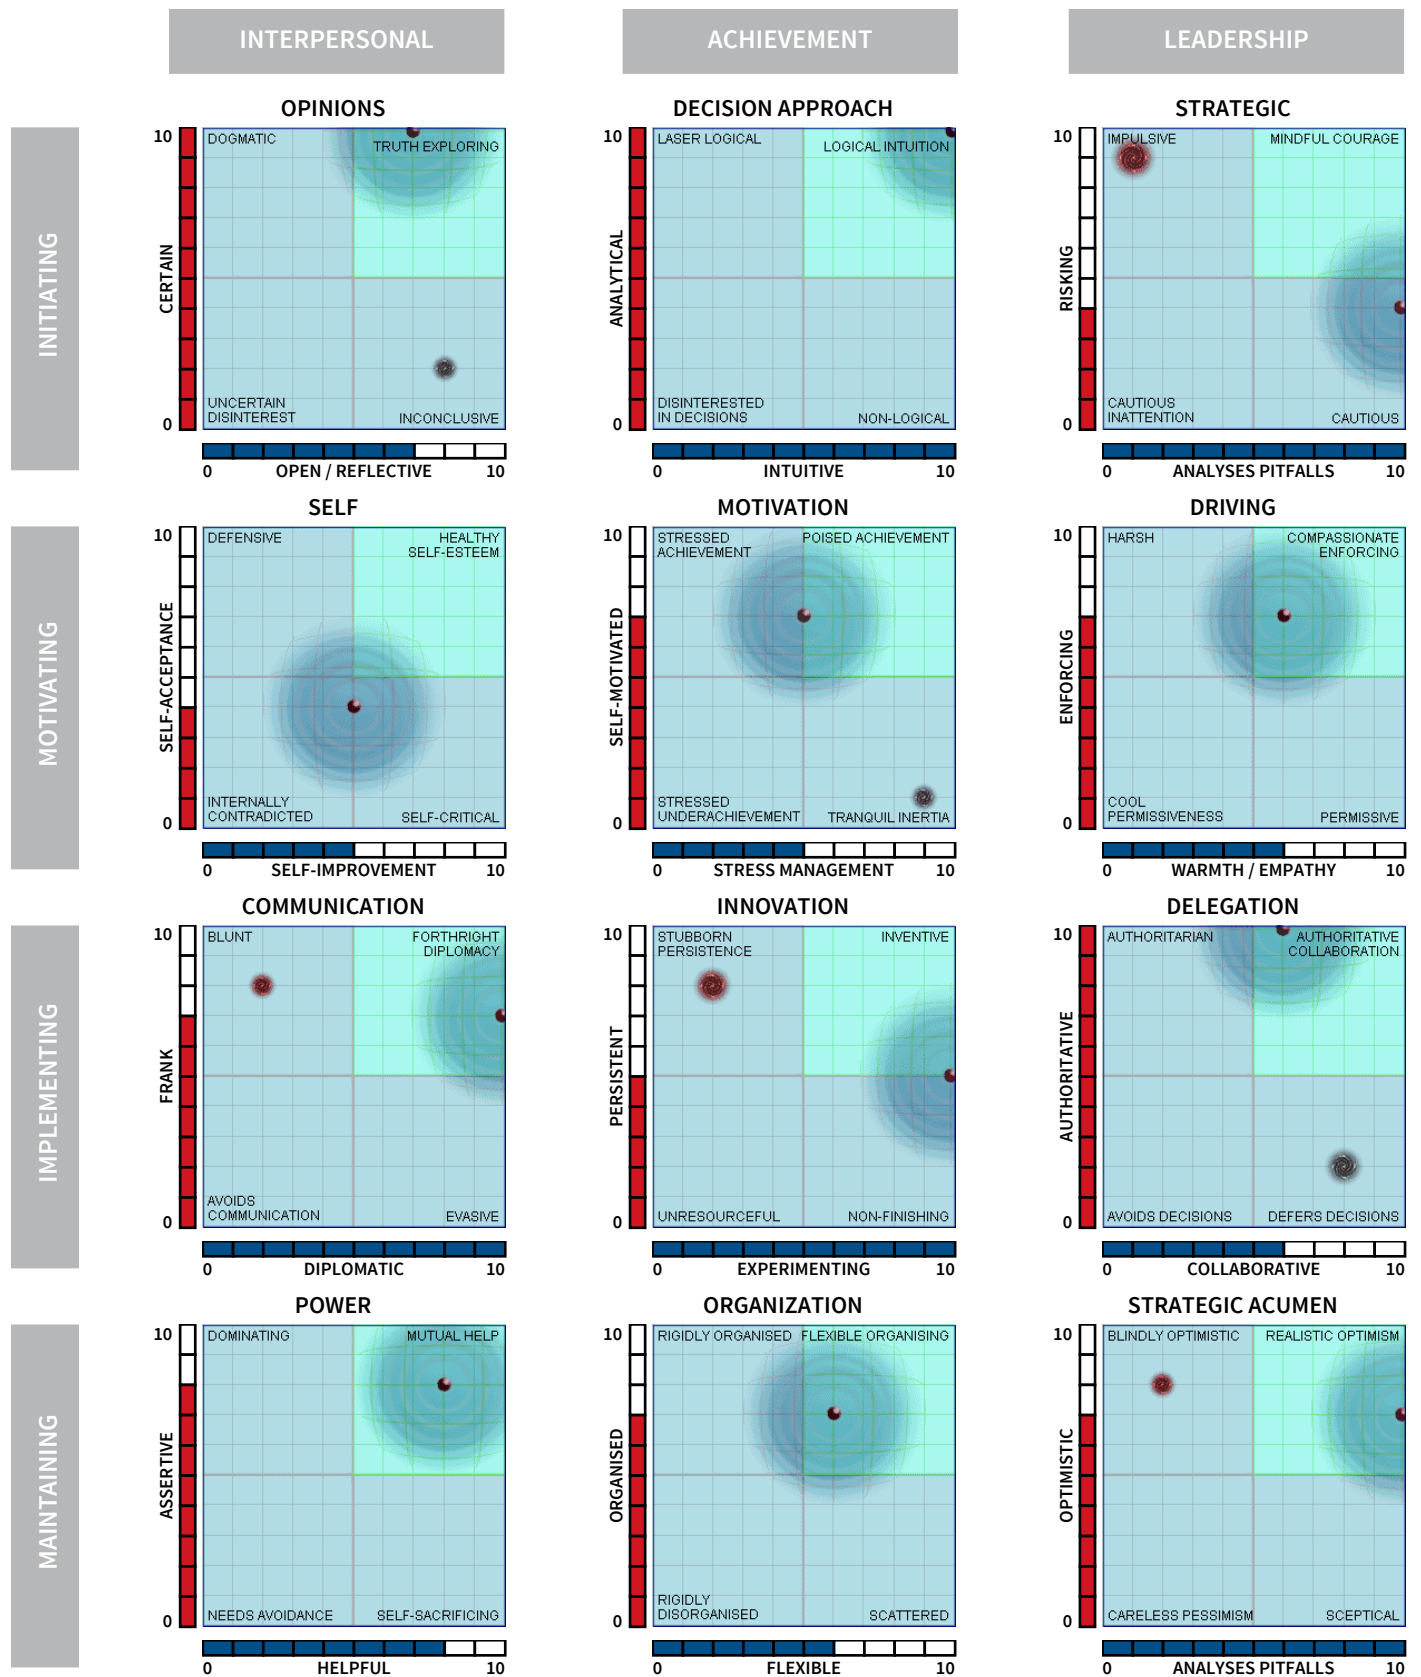 INTERPERSONAL
ACHIEVEMENT
LEADERSHIP
INITIATING
OPINIONS
10
CERTAIN
0
DOGMATIC
TRUTH EXPLORING
UNCERTAIN
DISINTEREST
INCONCLUSIVE
0
OPEN / REFLECTIVE
10
DECISION APPROACH
10
ANALYTICAL
0
LASER LOGICAL
LOGICAL INTUITION
DISINTERESTED
IN DECISIONS
NON-LOGICAL
0
INTUITIVE
10
STRATEGIC
10
RISKING
0
IMPULSIVE
MINDFUL COURAGE
CAUTIOUS
INATTENTION
CAUTIOUS
0
ANALYSES PITFALLS
10
MOTIVATING
SELF
10
SELF-ACCEPTANCE
0
DEFENSIVE
HEALTHY
SELF-ESTEEM
INTERNALLY
CONTRADICTED
SELF-CRITICAL
0
SELF-IMPROVEMENT
10
MOTIVATION
10
SELF-MOTIVATED
0
STRESSED
ACHIEVEMENT
POISED ACHIEVEMENT
STRESSED
UNDERACHIEVEMENT
TRANQUIL INERTIA
0
STRESS MANAGEMENT
10
DRIVING
10
ENFORCING
0
HARSH
COMPASSIONATE
ENFORCING
COOL
PERMISSIVENESS
PERMISSIVE
0
WARMTH / EMPATHY
10
IMPLEMENTING
COMMUNICATION
10
FRANK
0
BLUNT
FORTHRIGHT
DIPLOMACY
AVOIDS
COMMUNICATION
EVASIVE
0
DIPLOMATIC
10
INNOVATION
10
PERSISTENT
0
STUBBORN
PERSISTENCE
INVENTIVE
UNRESOURCEFUL
NON-FINISHING
0
EXPERIMENTING
10
DELEGATION
10
AUTHORITATIVE
0
AUTHORITARIAN
AUTHORITATIVE
COLLABORATION
AVOIDS DECISIONS
DEFERS DECISIONS
0
COLLABORATIVE
10
MAINTAINING
POWER
10
ASSERTIVE
0
DOMINATING
MUTUAL HELP
NEEDS AVOIDANCE
SELF-SACRIFICING
0
HELPFUL
10
ORGANIZATION
10
ORGANISED
0
RIGIDLY ORGANISED
FLEXIBLE ORGANISING
RIGIDLY
DISORGANISED
SCATTERED
0
FLEXIBLE
10
STRATEGIC ACUMEN
10
OPTIMISTIC
0
BLINDLY OPTIMISTIC
REALISTIC OPTIMISM
CARELESS PESSIMISM
SCEPTICAL
0
ANALYSES PITFALLS
10